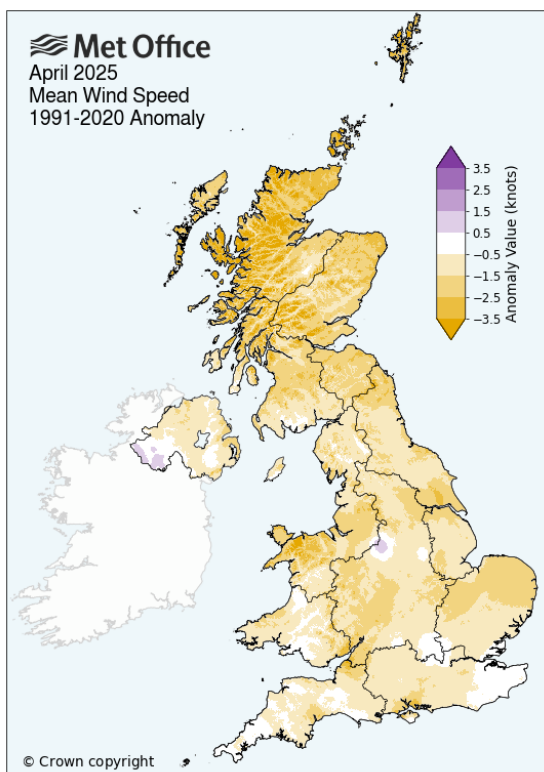 Met Office
April 2025
Mean Wind Speed
1991-2020 Anomaly
3.5
2.5
1.5
0.5
−0.5
−1.5
−2.5
−3.5
Anomaly Value (knots)
© Crown copyright